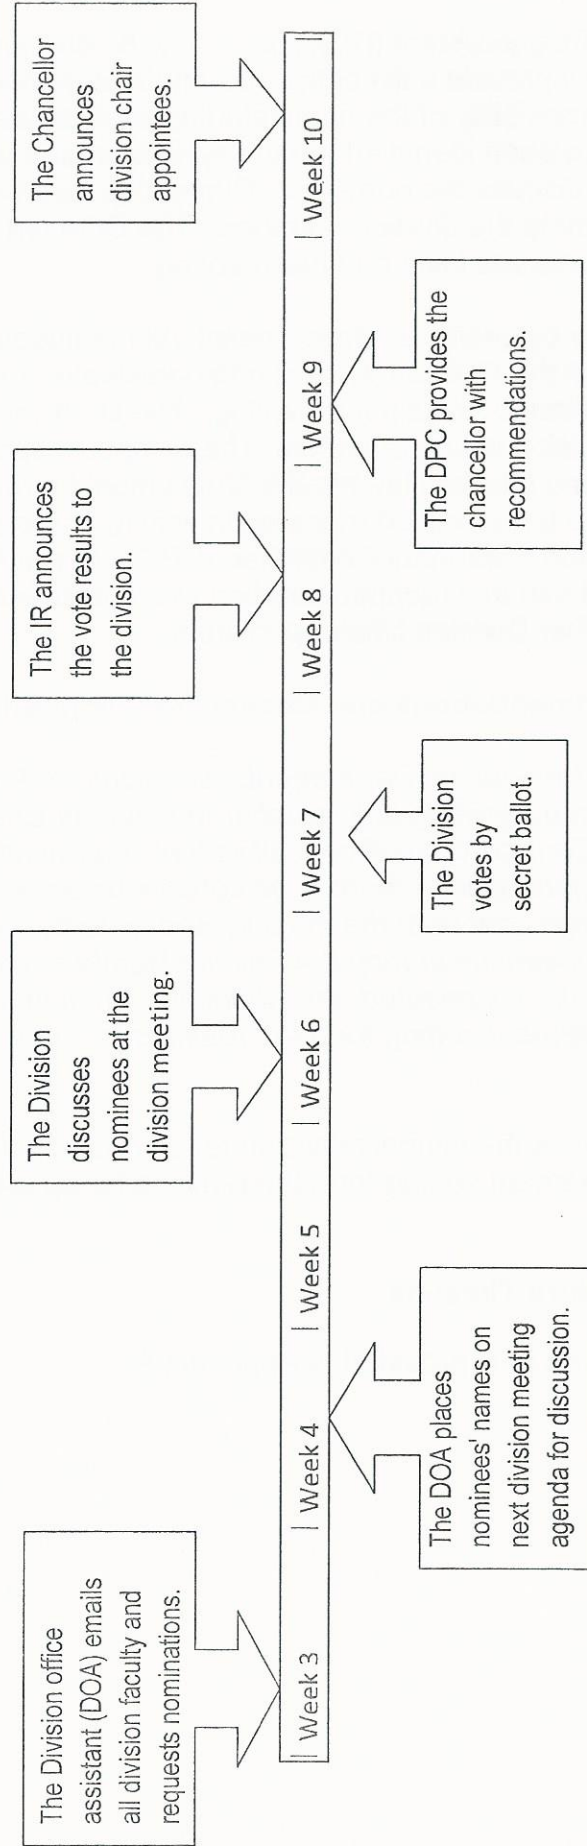 The Division office
assistant (DOA) emails
all division faculty and
requests nominations.
The Division
discusses
nominees at the
division meeting.
The IR announces
the vote results to
the division.
The Chancellor
announces
division chair
appointees.
| Week 3 | Week 4 | Week 5 | Week 6 | Week 7 | Week 8 | Week 9 | Week 10 |
The DOA places
nominees' names on
next division meeting
agenda for discussion.
The Division
votes by
secret ballot.
The DPC provides the
chancellor with
recommendations.